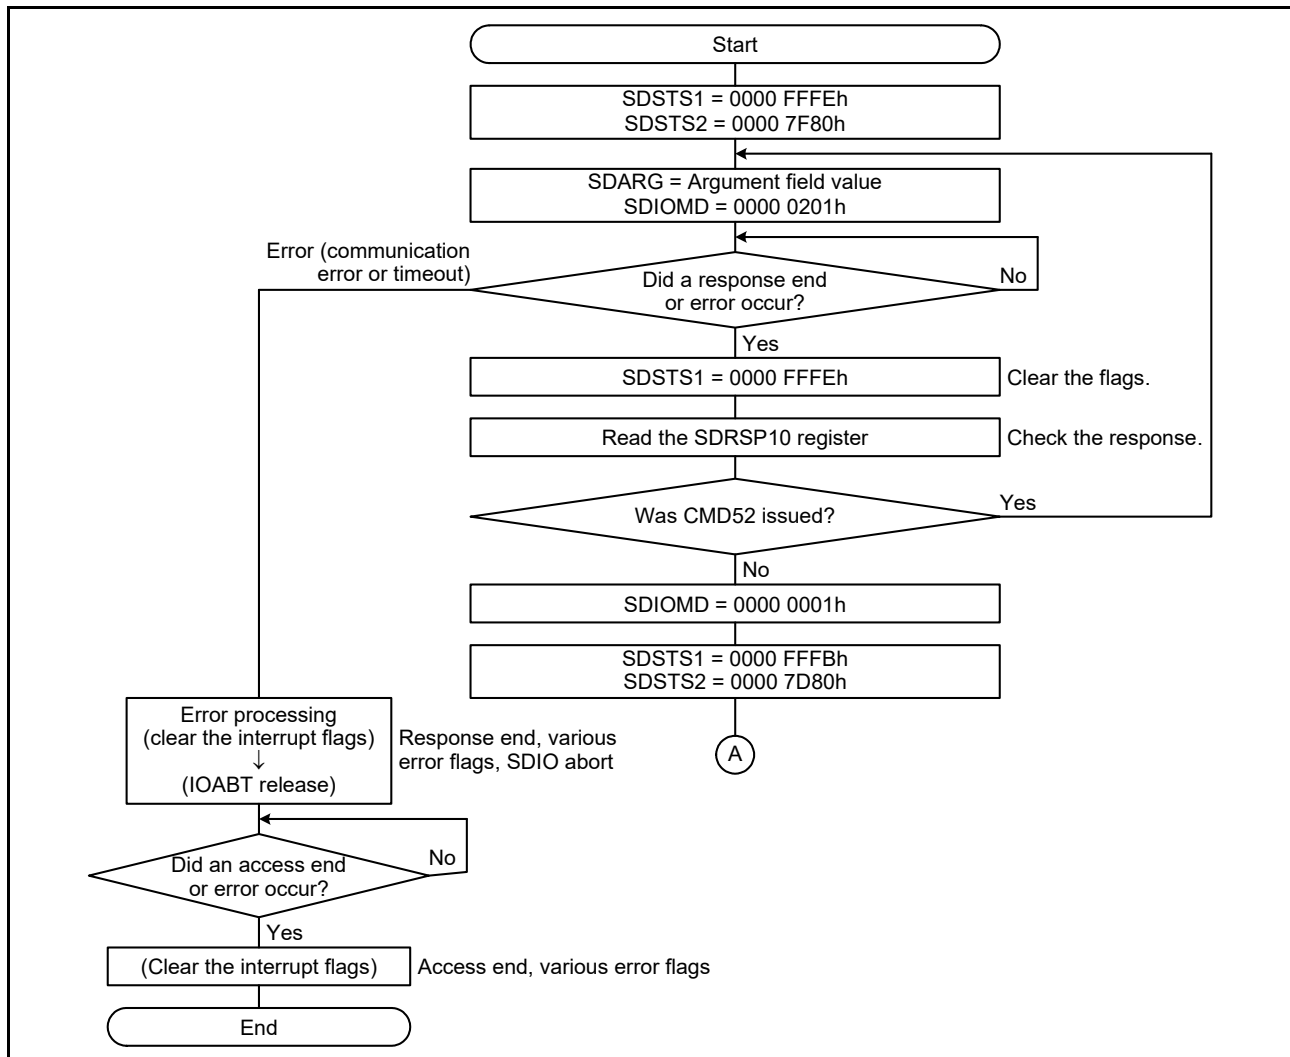 Start
SDSTS1 = 0000 FFFEh
SDSTS2 = 0000 7F80h
SDARG = Argument field value
SDIOMD = 0000 0201h
Error (communication
error or timeout)
Did a response end
or error occur?
No
Yes
SDSTS1 = 0000 FFFEh
Clear the flags.
Read the SDRSP10 register
Check the response.
Was CMD52 issued?
Yes
No
SDIOMD = 0000 0001h
SDSTS1 = 0000 FFFBh
SDSTS2 = 0000 7D80h
A
Error processing
(clear the interrupt flags)
↓
(IOABT release)
Response end, various
error flags, SDIO abort
Did an access end
or error occur?
No
Yes
(Clear the interrupt flags)
Access end, various error flags
End